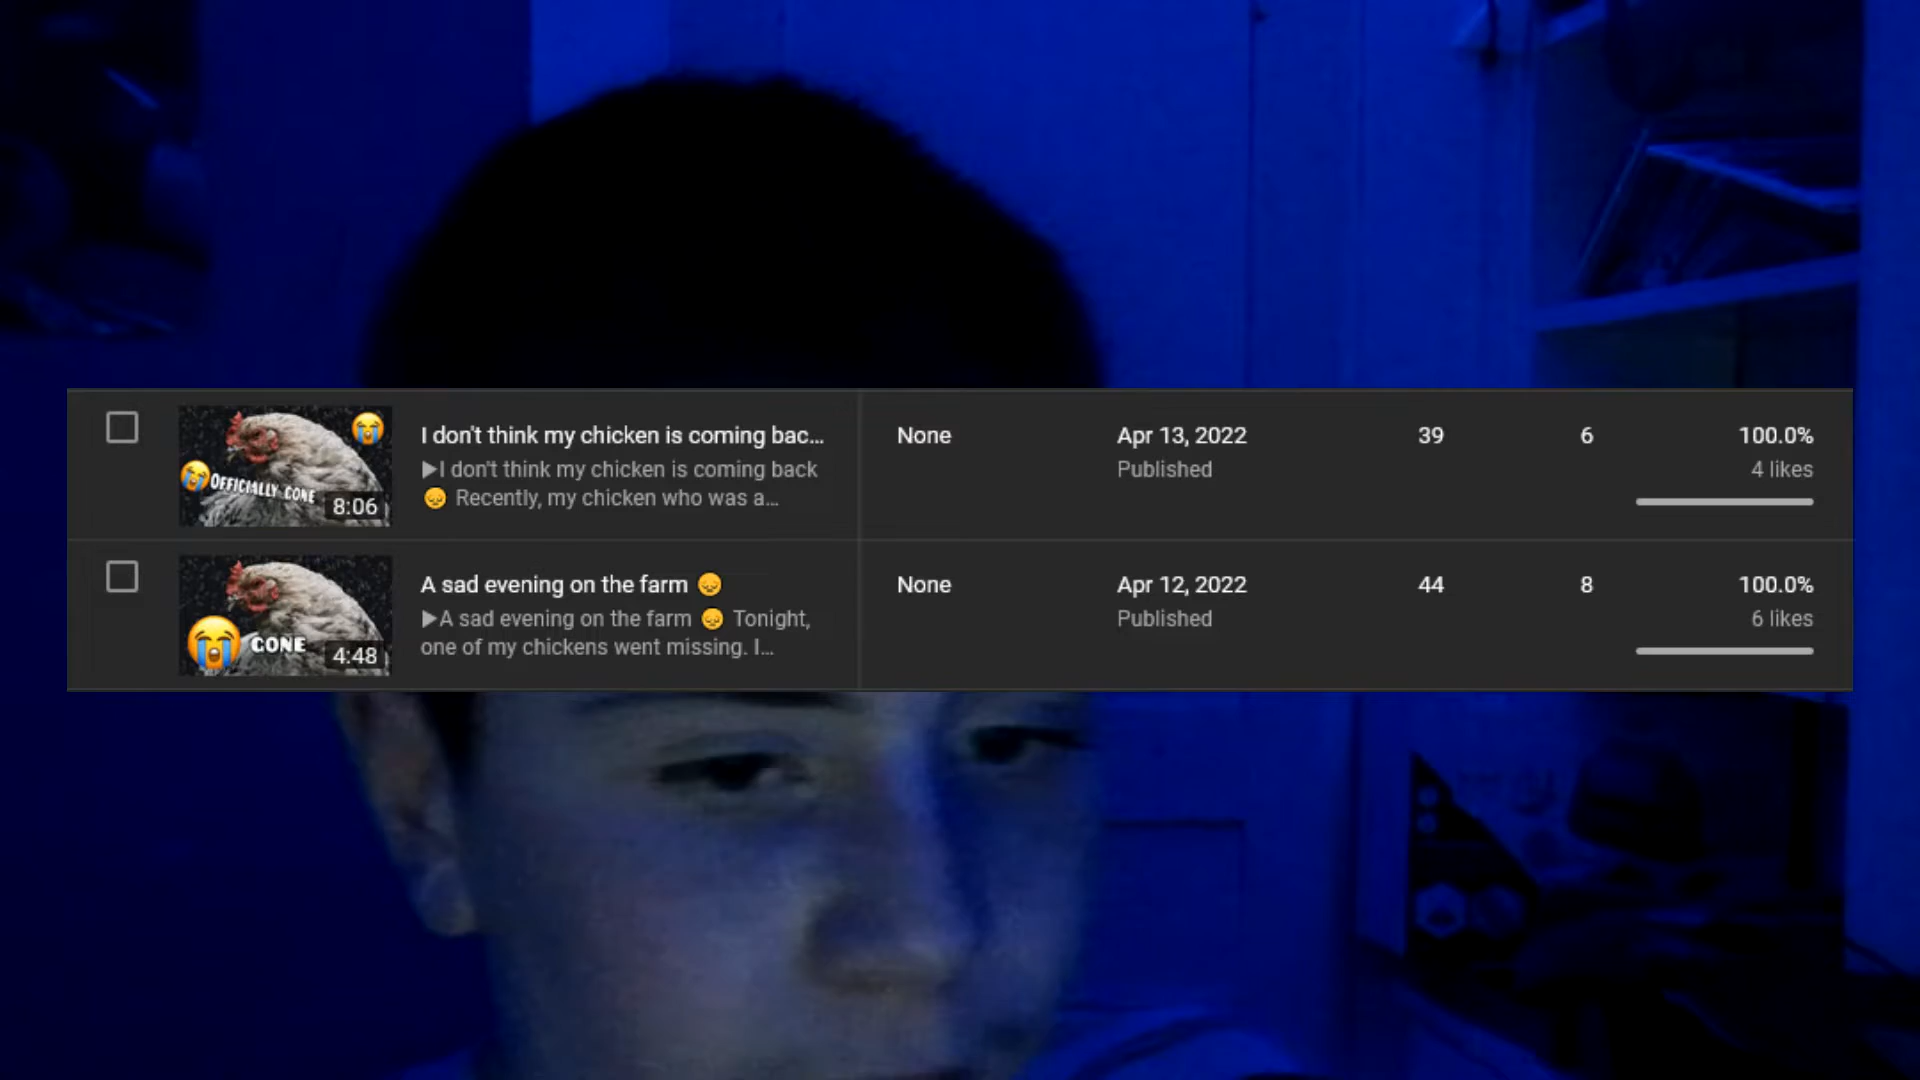 I don't think my chicken is coming bac...
▶I don't think my chicken is coming back
😞 Recently, my chicken who was a...
OFFICIALLY GONE
8:06
None
Apr 13, 2022
Published
39
6
100.0%
4 likes
A sad evening on the farm 😞
▶A sad evening on the farm 😞 Tonight,
one of my chickens went missing. I...
GONE
4:48
None
Apr 12, 2022
Published
44
8
100.0%
6 likes